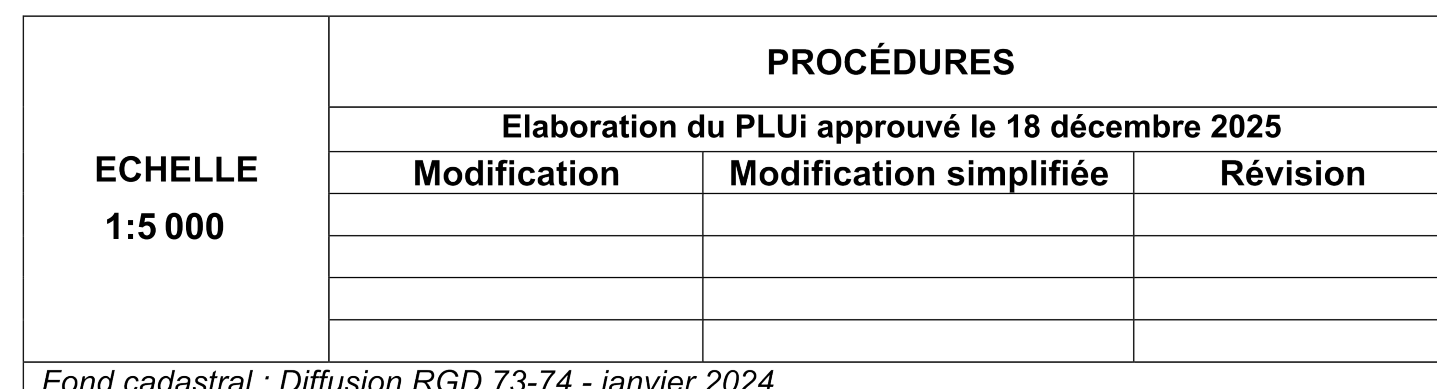 PROCÉDURES
Elaboration du PLUi approuvé le 18 décembre 2025
ECHELLE
1:5 000
Modification
Modification simplifiée
Révision
Fond cadastral : Diffusion RGD 73-74 - janvier 2024